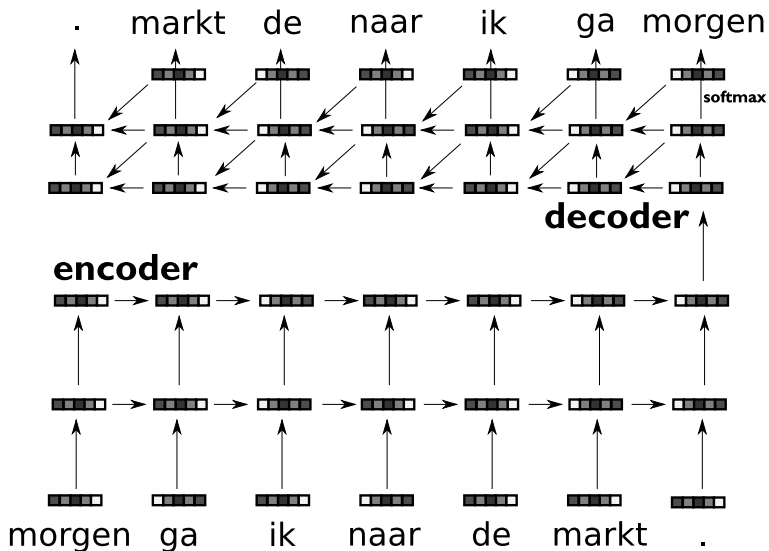 . markt de naar ik ga morgen
softmax
decoder
encoder
morgen ga ik naar de markt .